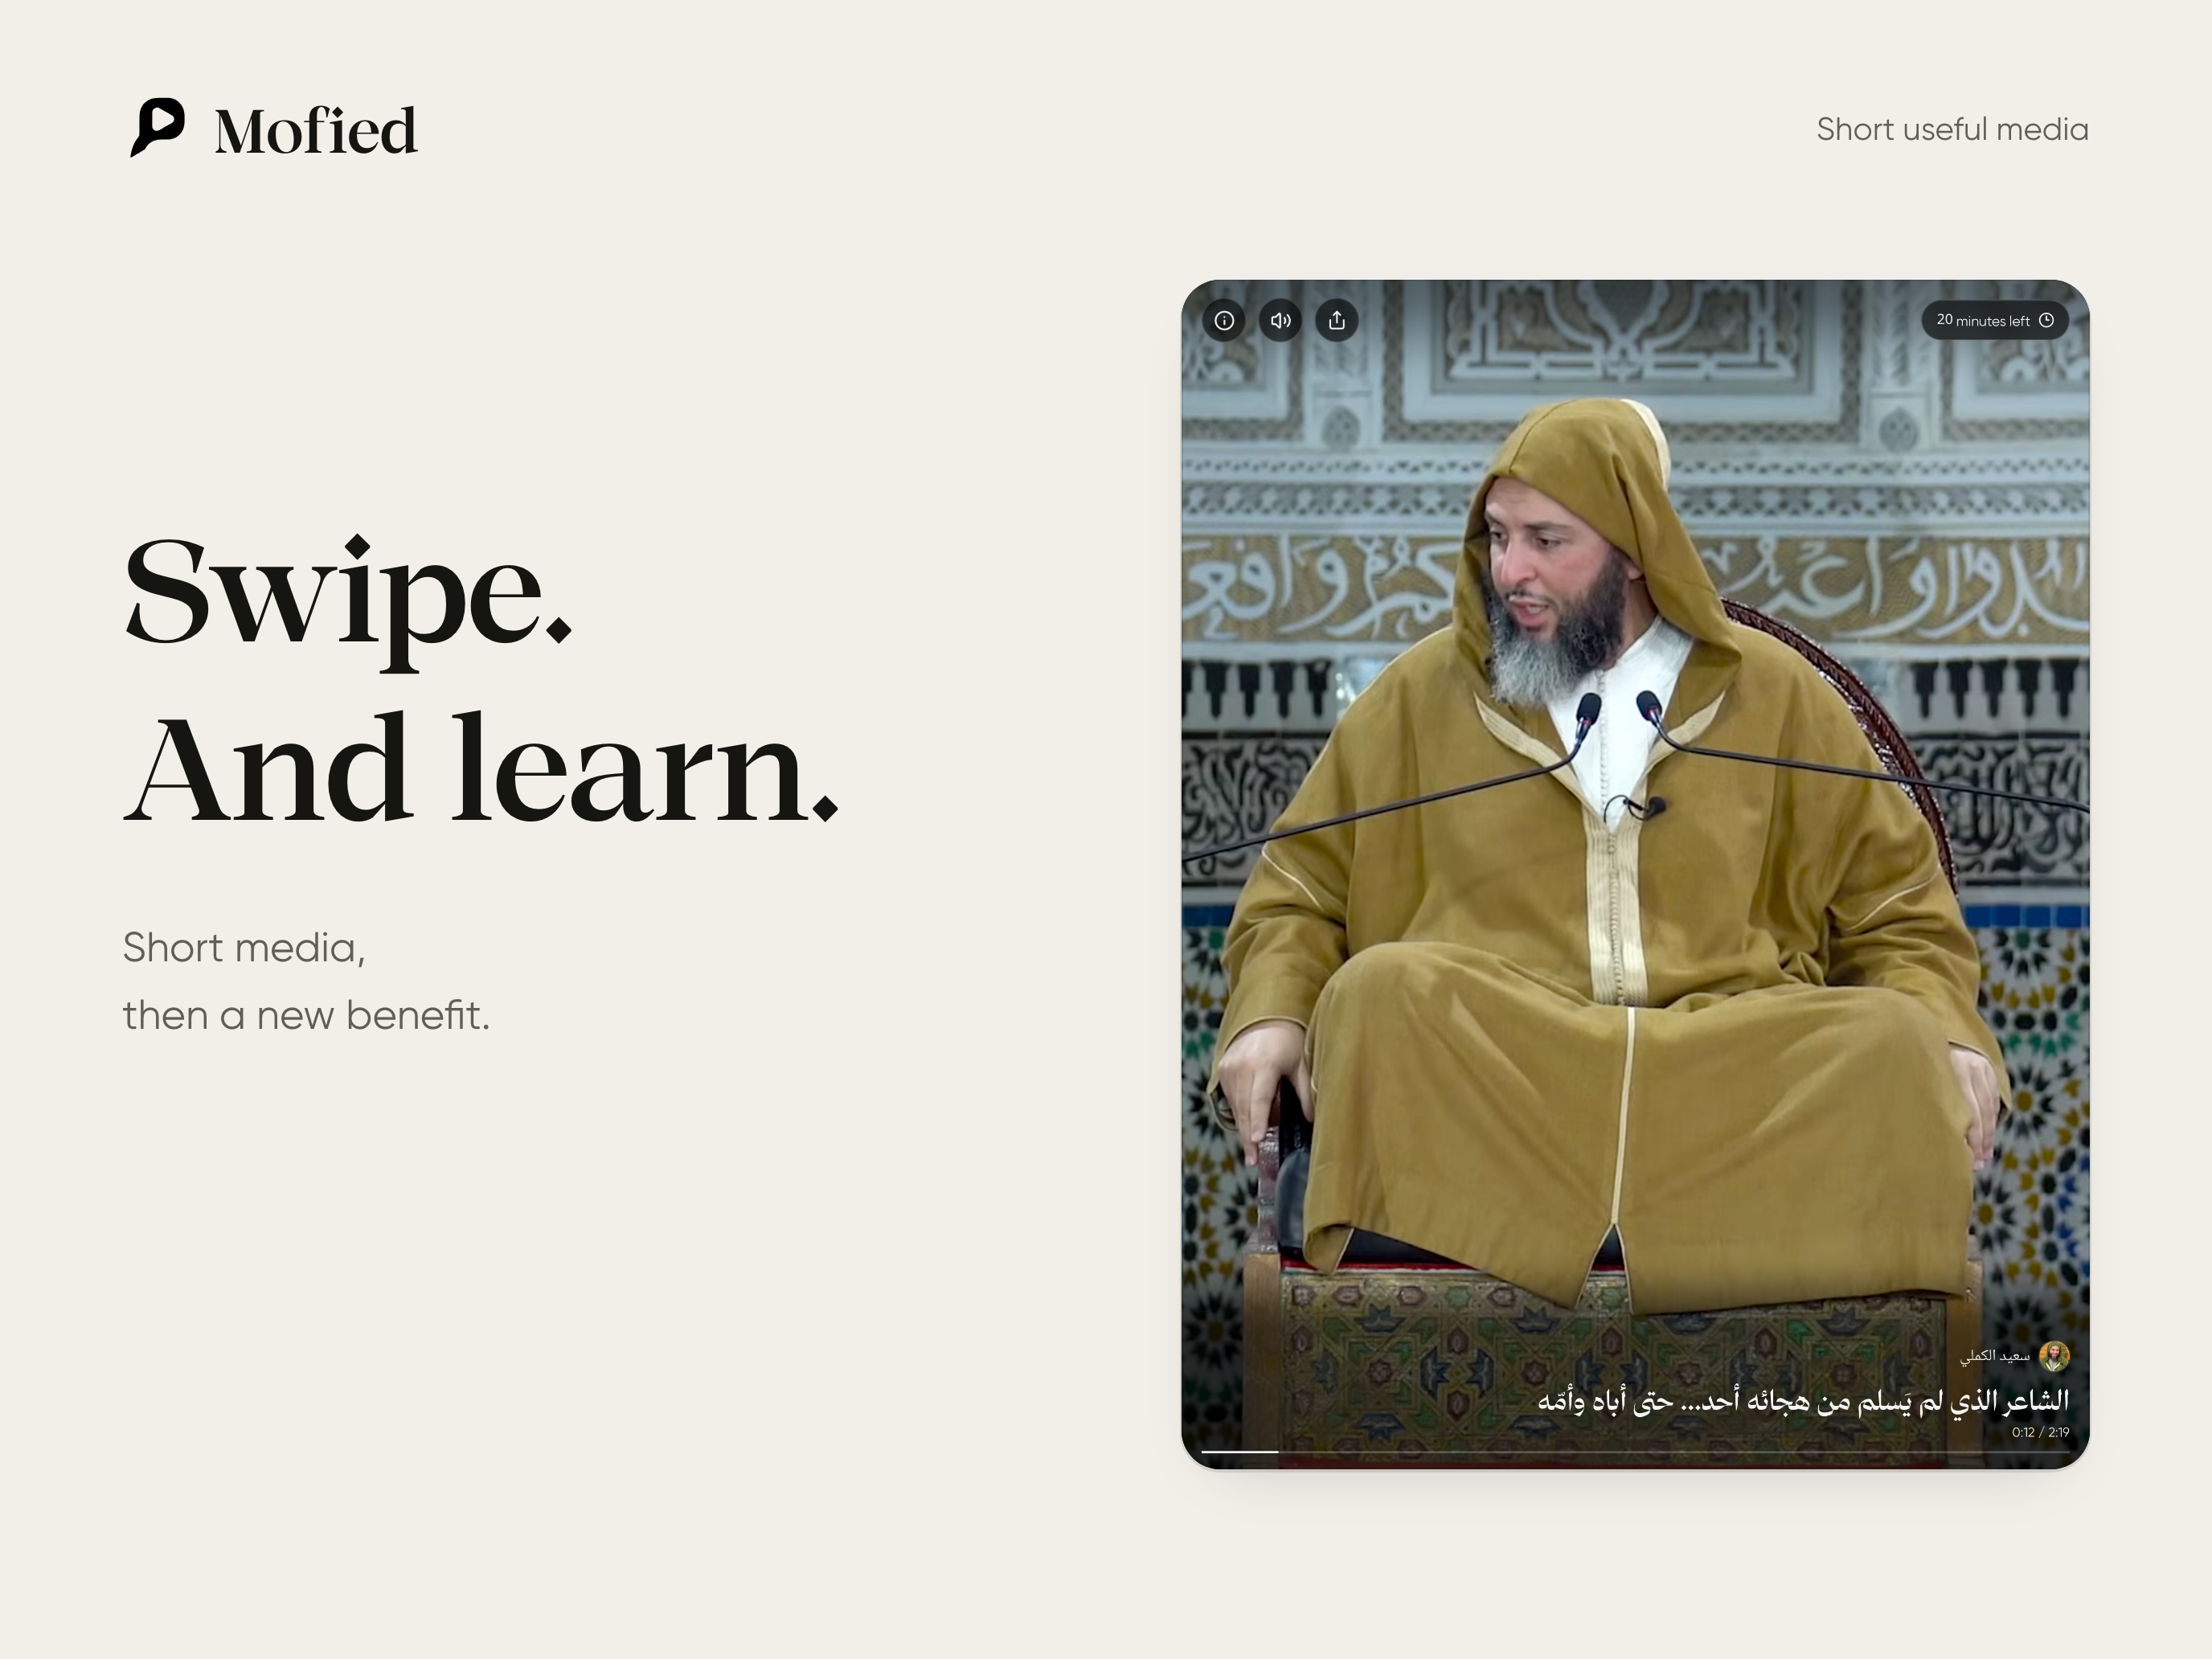 Mofied
Short useful media
20 minutes left
Swipe.
And learn.
Short media,
then a new benefit.
سعيد الكملي
الشاعر الذي لم يَسلم من هجائه أحد... حتى أباه وأمّه
0:12 / 2:19